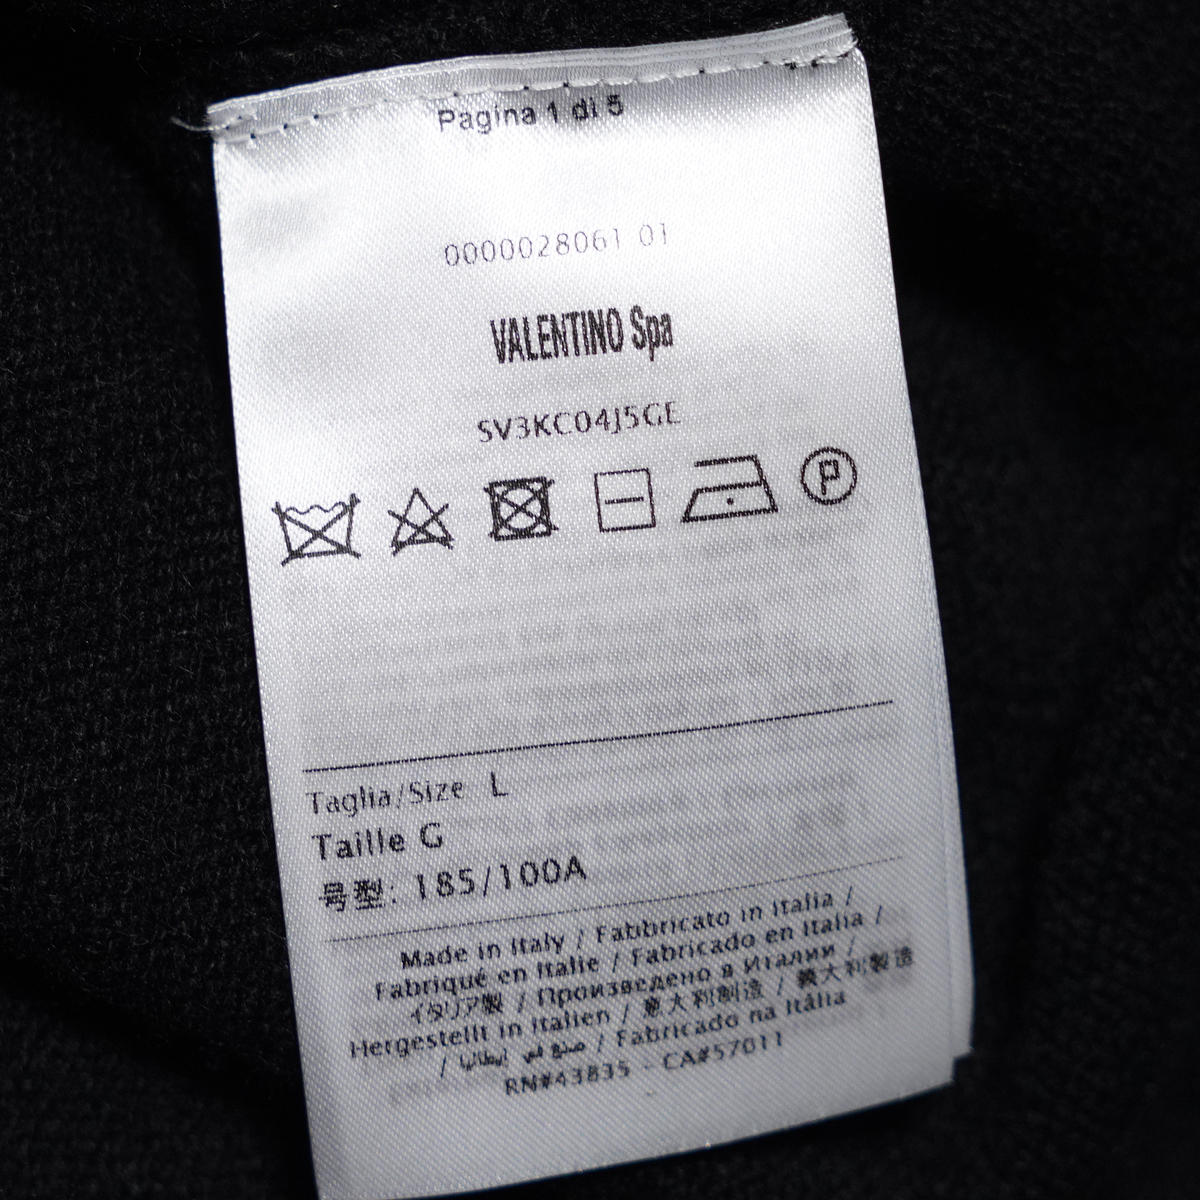 Pagina 1 di 5
0000028061 01
VALENTINO Spa
SV3KC04J5GE
P
Taglia/Size L
Taille G
号型: 185/100A
Made in Italy / Fabbricato in Italia /
Fabriqué en Italie / Fabricado en Italia /
イタリア製 / Произведено в Италии /
Hergestellt in Italien / 意大利制造 / 義大利製造
/ صنع في إيطاليا / Fabricado na Itália
RN#43835 - CA#57011